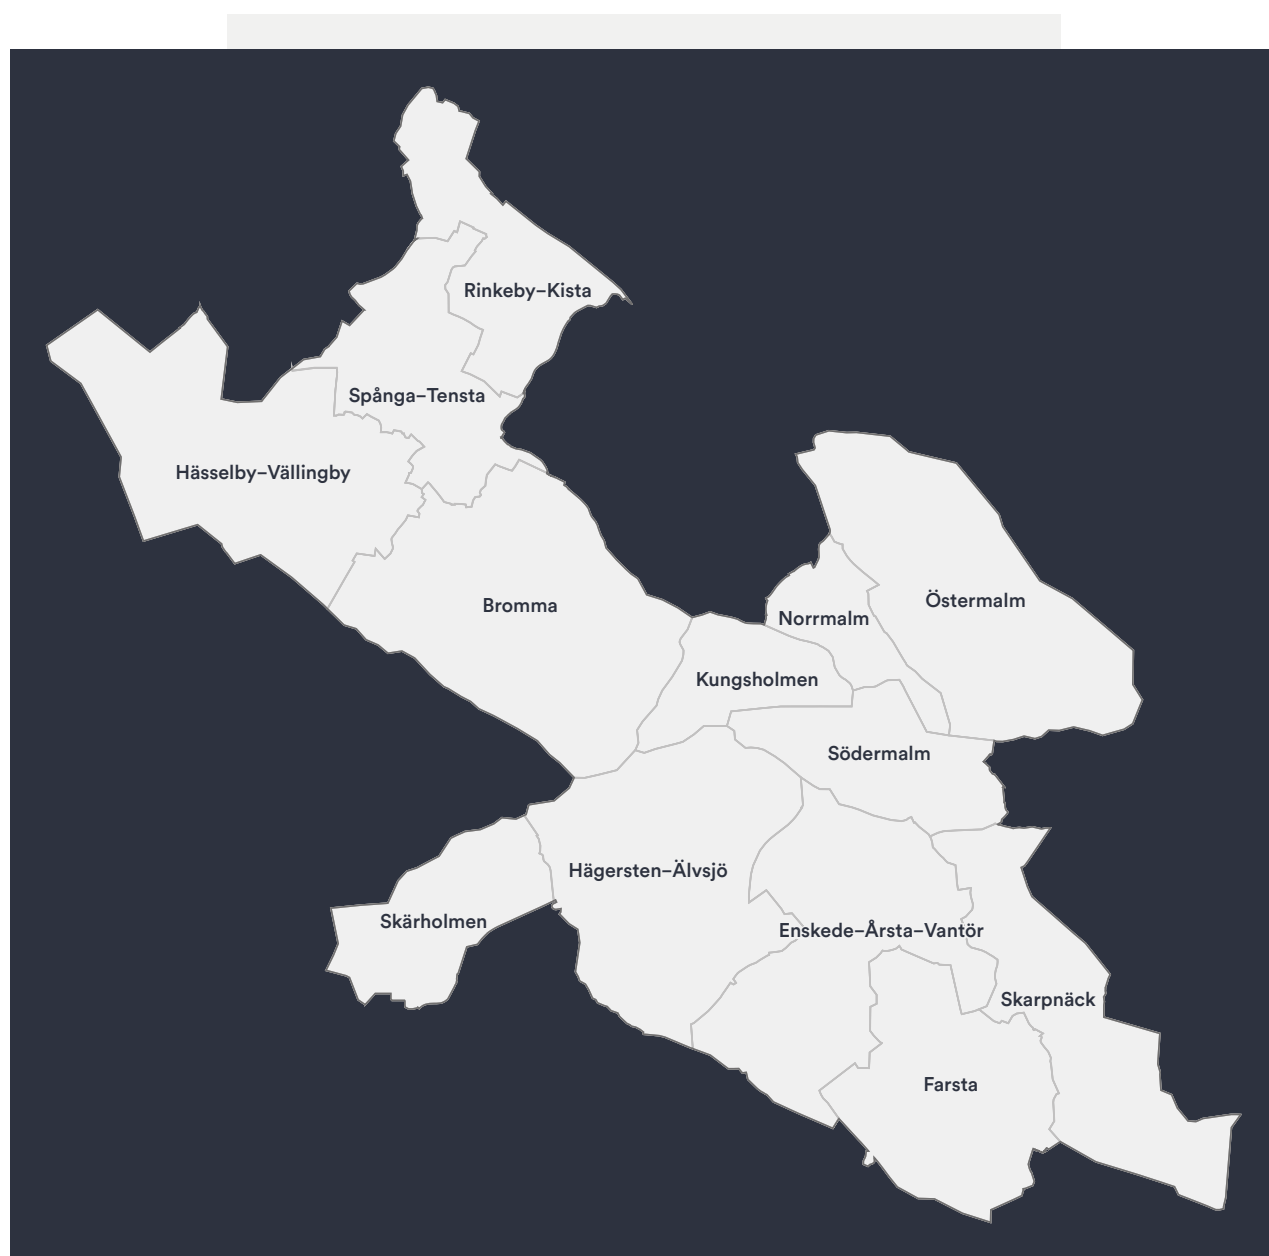 Rinkeby–Kista
Spånga–Tensta
Hässelby–Vällingby
Bromma
Norrmalm
Östermalm
Kungsholmen
Södermalm
Hägersten–Älvsjö
Skärholmen
Enskede–Årsta–Vantör
Skarpnäck
Farsta